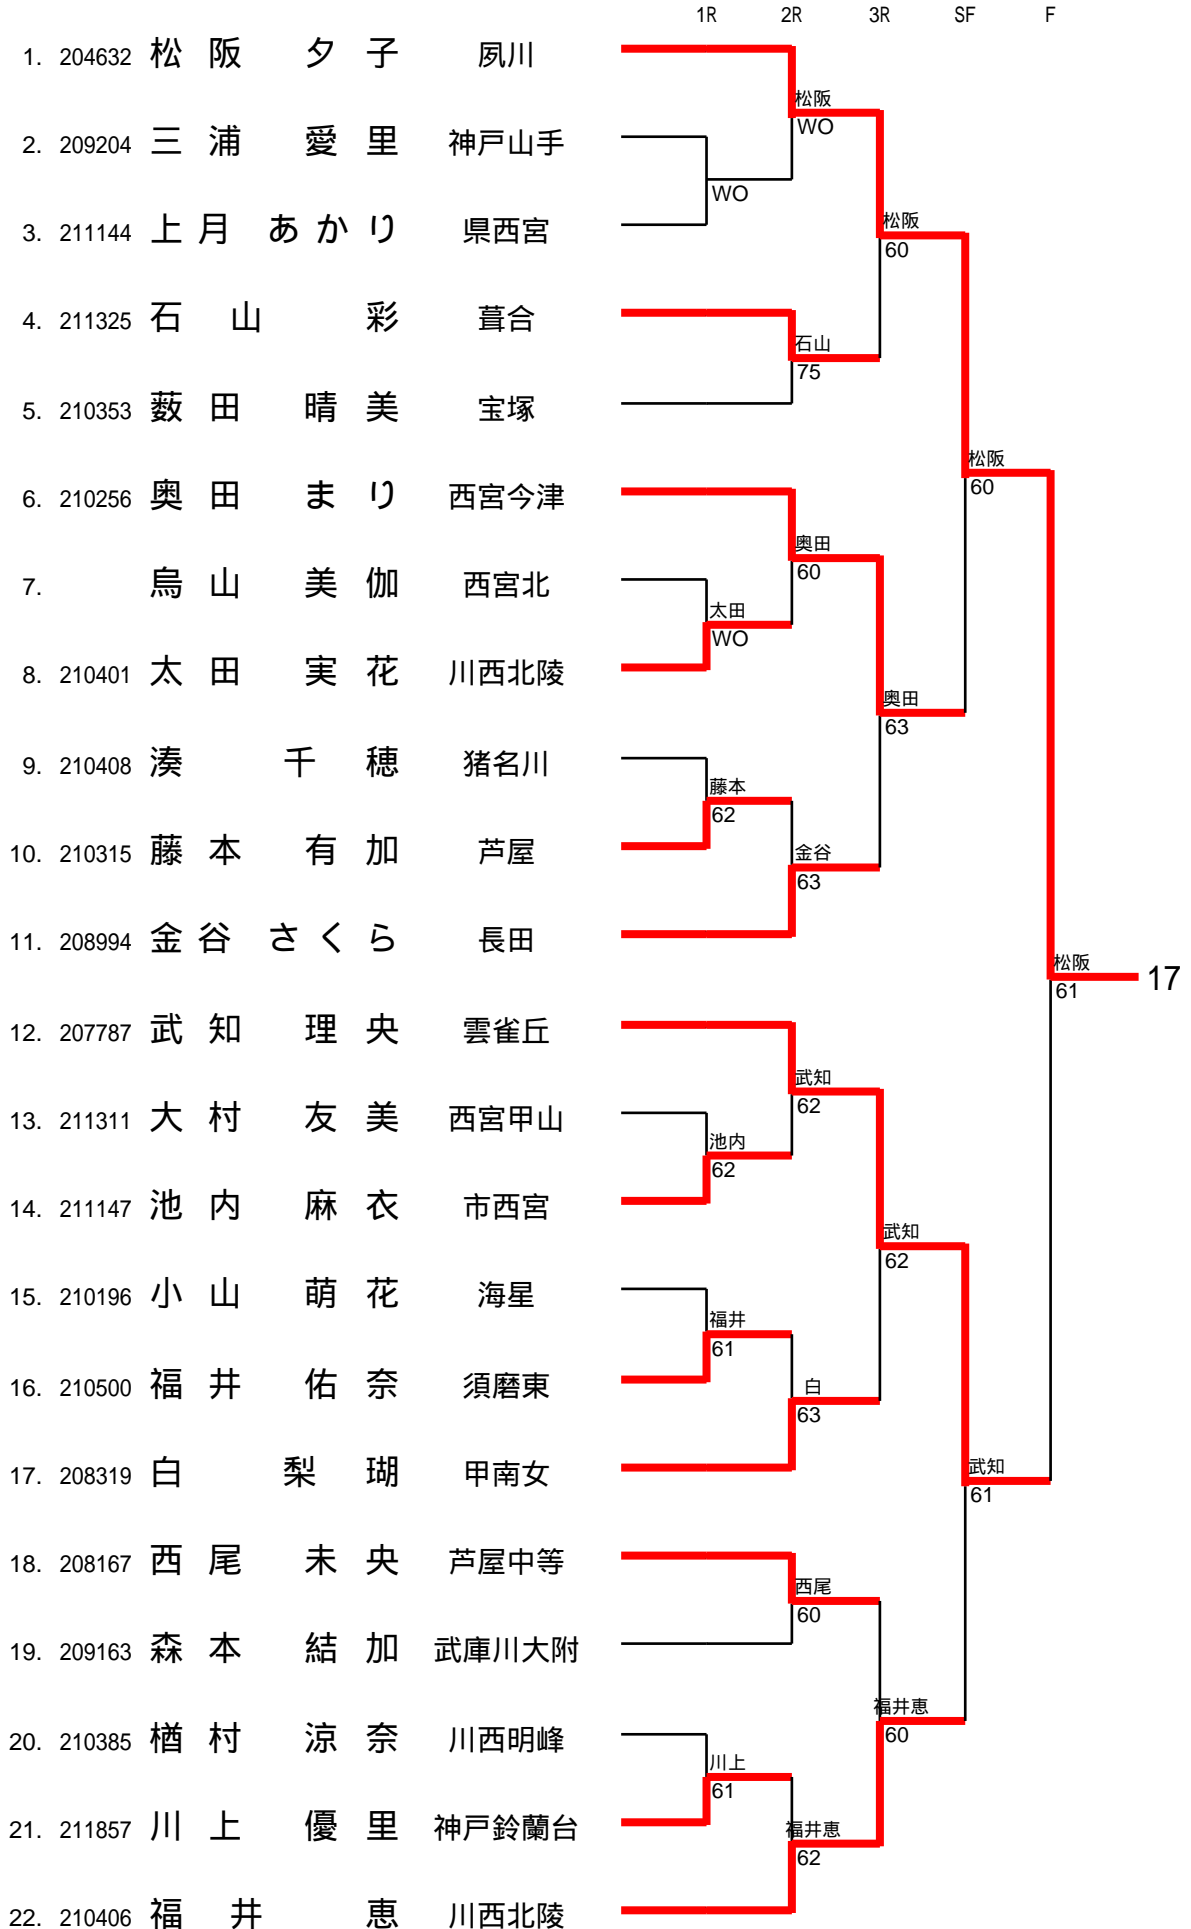 1R 2R 3R SF F
1. 204632 松阪 夕子 夙川
松阪
WO
2. 209204 三浦 愛里 神戸山手
WO
3. 211144 上月 あかり 県西宮
松阪
60
4. 211325 石山 彩 葺合
石山
75
5. 210353 薮田 晴美 宝塚
松阪
60
6. 210256 奥田 まり 西宮今津
奥田
60
7. 烏山 美伽 西宮北
太田
WO
8. 210401 太田 実花 川西北陵
奥田
63
9. 210408 湊 千穂 猪名川
藤本
62
10. 210315 藤本 有加 芦屋
金谷
63
11. 208994 金谷 さくら 長田
松阪
61
17
12. 207787 武知 理央 雲雀丘
武知
62
13. 211311 大村 友美 西宮甲山
池内
62
14. 211147 池内 麻衣 市西宮
武知
62
15. 210196 小山 萌花 海星
福井
61
16. 210500 福井 佑奈 須磨東
白
63
17. 208319 白 梨瑚 甲南女
武知
61
18. 208167 西尾 未央 芦屋中等
西尾
60
19. 209163 森本 結加 武庫川大附
福井恵
60
20. 210385 楢村 涼奈 川西明峰
川上
61
21. 211857 川上 優里 神戸鈴蘭台
福井恵
62
22. 210406 福井 恵 川西北陵